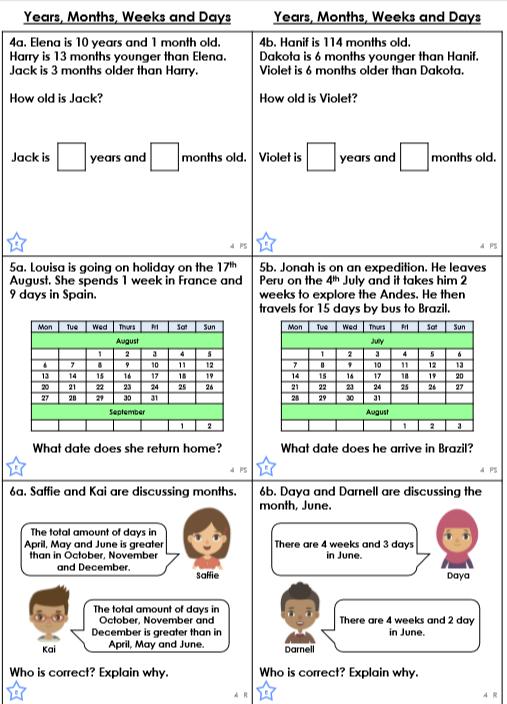 Years, Months, Weeks and Days
Years, Months, Weeks and Days
4a. Elena is 10 years and 1 month old.
Harry is 13 months younger than Elena.
Jack is 3 months older than Harry.
How old is Jack?
Jack is years and months old.
E
4 PS
4b. Hanif is 114 months old.
Dakota is 6 months younger than Hanif.
Violet is 6 months older than Dakota.
How old is Violet?
Violet is years and months old.
E
4 PS
5a. Louisa is going on holiday on the 17th
August. She spends 1 week in France and
9 days in Spain.
Mon Tue Wed Thurs Fri Sat Sun
August
1 2 3 4 5
6 7 8 9 10 11 12
13 14 15 16 17 18 19
20 21 22 23 24 25 26
27 28 29 30 31
September
1 2
What date does she return home?
E
4 PS
5b. Jonah is on an expedition. He leaves
Peru on the 4th July and it takes him 2
weeks to explore the Andes. He then
travels for 15 days by bus to Brazil.
Mon Tue Wed Thurs Fri Sat Sun
July
1 2 3 4 5 6
7 8 9 10 11 12 13
14 15 16 17 18 19 20
21 22 23 24 25 26 27
28 29 30 31
August
1 2 3
What date does he arrive in Brazil?
E
4 PS
6a. Saffie and Kai are discussing months.
The total amount of days in
April, May and June is greater
than in October, November
and December.
Saffie
The total amount of days in
October, November and
December is greater than in
April, May and June.
Kai
Who is correct? Explain why.
E
4 R
6b. Daya and Darnell are discussing the
month, June.
There are 4 weeks and 3 days
in June.
Daya
There are 4 weeks and 2 day
in June.
Darnell
Who is correct? Explain why.
E
4 R